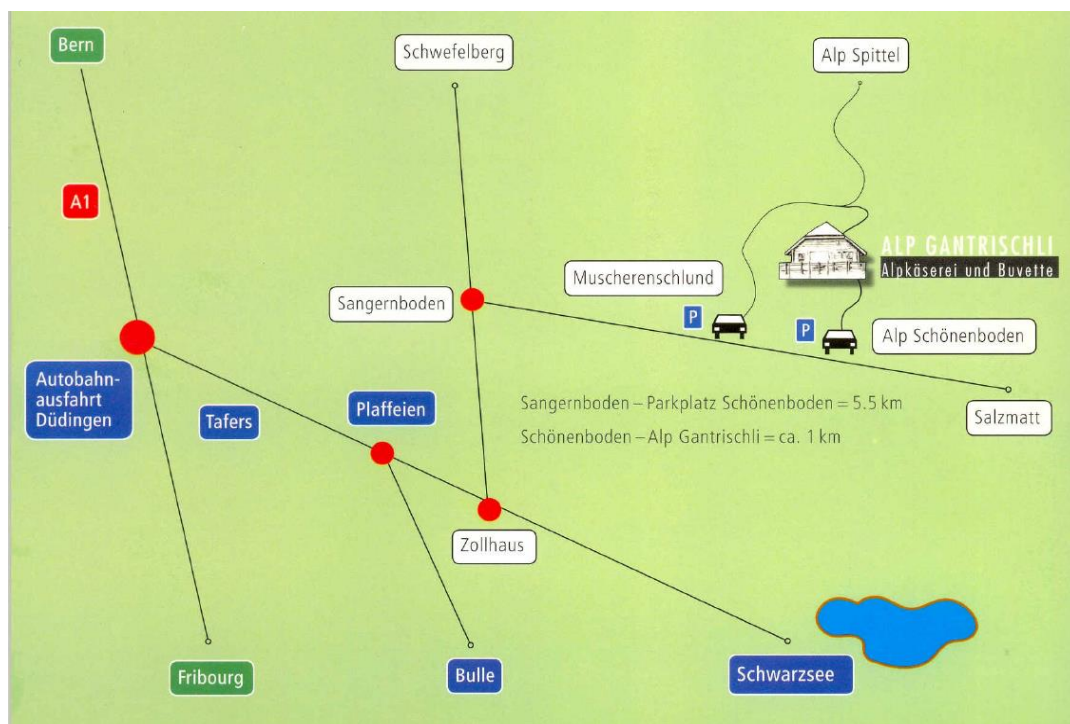 Bern
Schwefelberg
Alp Spittel
A1
ALP GANTRISCHLI
Alpkäserei und Buvette
Muscherenschlund
Sangernboden
P
P
Alp Schönenboden
Autobahn-
ausfahrt
Düdingen
Tafers
Plaffeien
Sangernboden – Parkplatz Schönenboden = 5.5 km
Salzmatt
Schönenboden – Alp Gantrischli = ca. 1 km
Zollhaus
Fribourg
Bulle
Schwarzsee